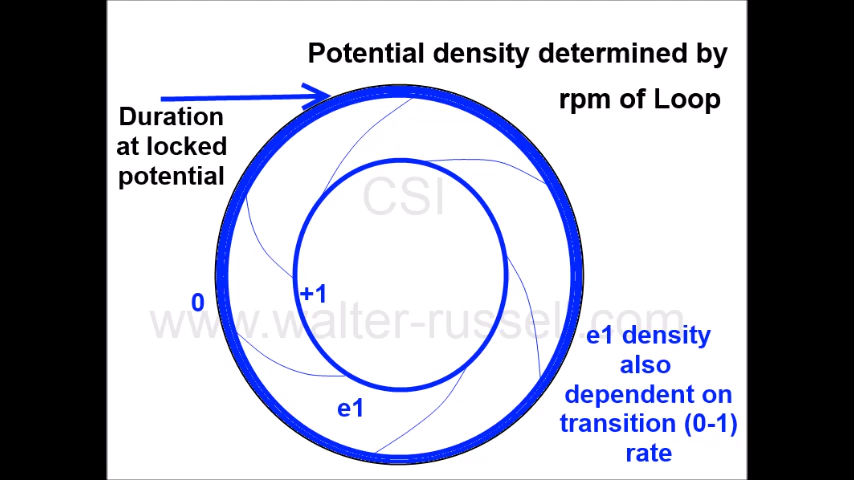 Potential density determined by
rpm of Loop
Duration
at locked
potential
CSI
0
+1
www.walter-russell.com
e1
e1 density
also
dependent on
transition (0-1)
rate